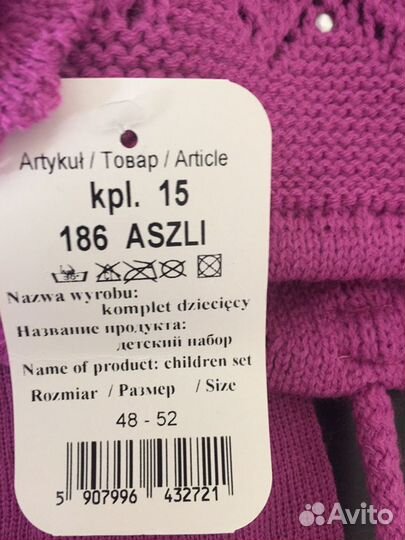 Artykuł / Товар / Article
kpl. 15
186 ASZLI
Nazwa wyrobu:
komplet dziecięcy
Название продукта:
детский набор
Name of product: children set
Rozmiar / Размер / Size
48 - 52
5 907996 432721
Avito